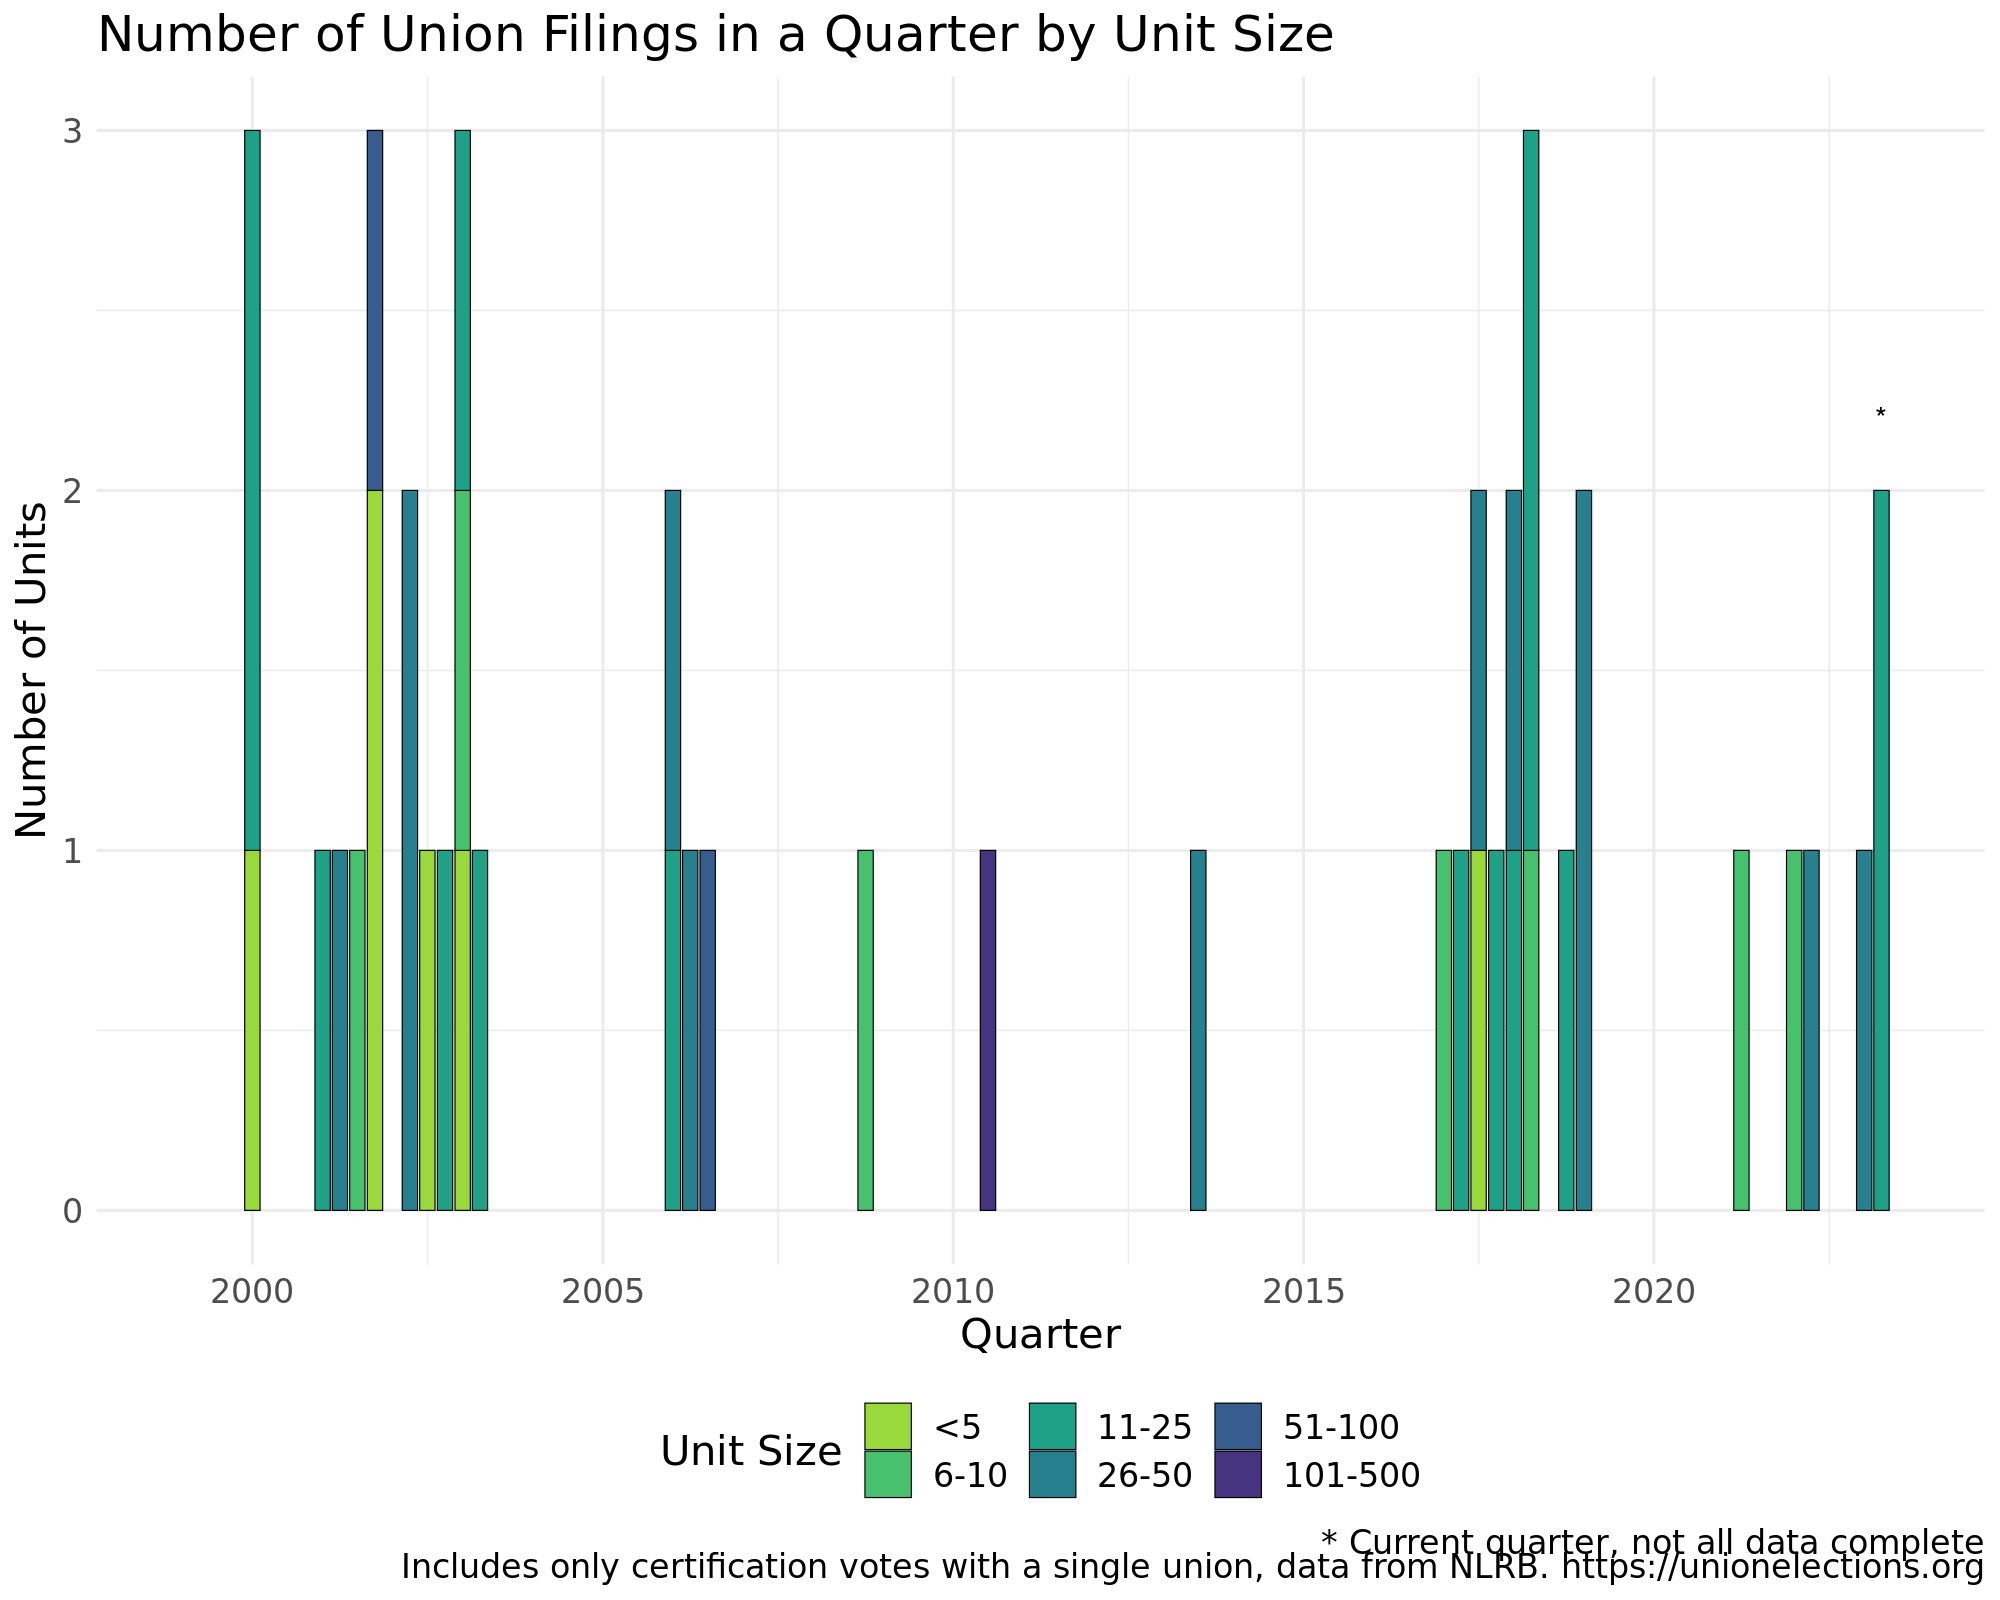 Number of Union Filings in a Quarter by Unit Size
Number of Units
3
2
1
0
*
2000 2005 2010 2015 2020
Quarter
Unit Size
<5 11-25 51-100
6-10 26-50 101-500
* Current quarter, not all data complete
Includes only certification votes with a single union, data from NLRB. https://unionelections.org